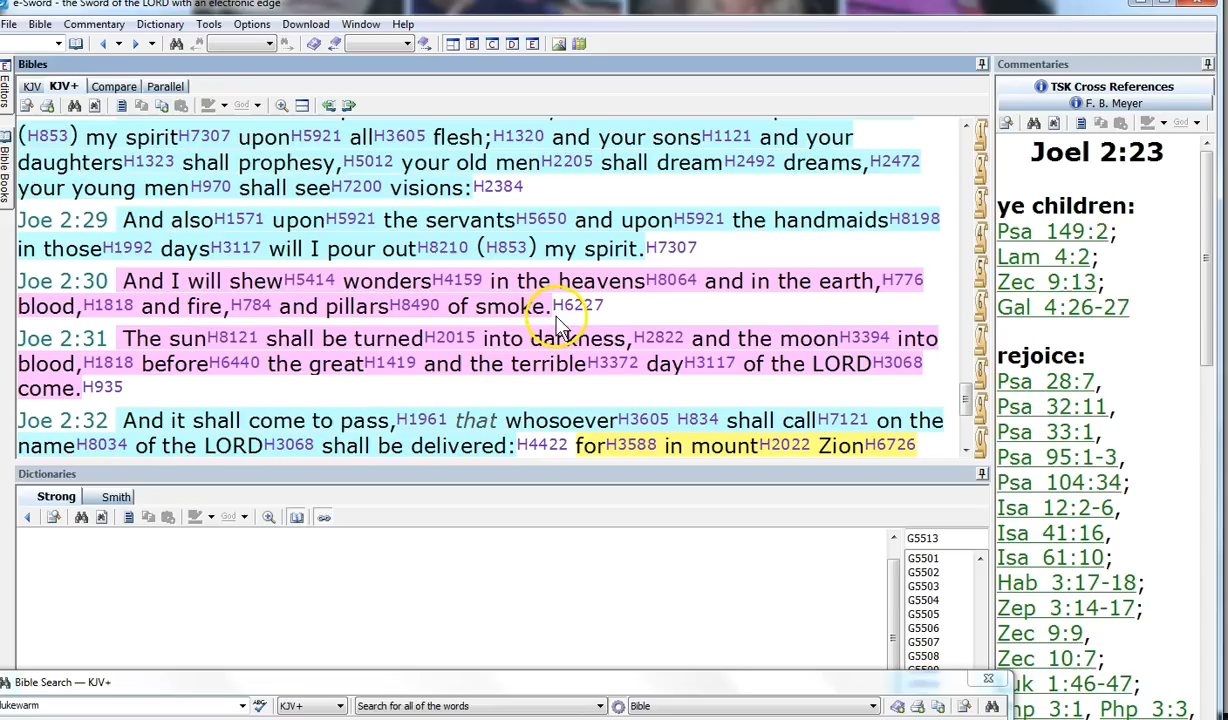 e-Sword - the Sword of the LORD with an electronic edge
File Bible Commentary Dictionary Tools Options Download Window Help
B C D E
Bibles
KJV KJV+ Compare Parallel
God
(H853) my spiritH7307 uponH5921 allH3605 flesh;H1320 and your sonsH1121 and your
daughtersH1323 shall prophesy,H5012 your old menH2205 shall dreamH2492 dreams,H2472
your young menH970 shall seeH7200 visions:H2384
Joe 2:29 And alsoH1571 uponH5921 the servantsH5650 and uponH5921 the handmaidsH8198
in thoseH1992 daysH3117 will I pour outH8210 (H853) my spirit.H7307
Joe 2:30 And I will shewH5414 wondersH4159 in the heavensH8064 and in the earth,H776
blood,H1818 and fire,H784 and pillarsH8490 of smoke.H6227
Joe 2:31 The sunH8121 shall be turnedH2015 into darkness,H2822 and the moonH3394 into
blood,H1818 beforeH6440 the greatH1419 and the terribleH3372 dayH3117 of the LORDH3068
come.H935
Joe 2:32 And it shall come to pass,H1961 that whosoeverH3605 H834 shall callH7121 on the
nameH8034 of the LORDH3068 shall be delivered:H4422 forH3588 in mountH2022 ZionH6726
Editors
Bible Books
Dictionaries
Strong Smith
God
G5513
G5501
G5502
G5503
G5504
G5505
G5506
G5507
G5508
Commentaries
TSK Cross References
F. B. Meyer
God
Joel 2:23
ye children:
Psa 149:2;
Lam 4:2;
Zec 9:13;
Gal 4:26-27
rejoice:
Psa 28:7,
Psa 32:11,
Psa 33:1,
Psa 95:1-3,
Psa 104:34;
Isa 12:2-6,
Isa 41:16,
Isa 61:10;
Hab 3:17-18;
Zep 3:14-17;
Zec 9:9,
Zec 10:7;
uk 1:46-47;
hp 3:1, Php 3:3,
Bible Search — KJV+
lukewarm KJV+ Search for all of the words Bible